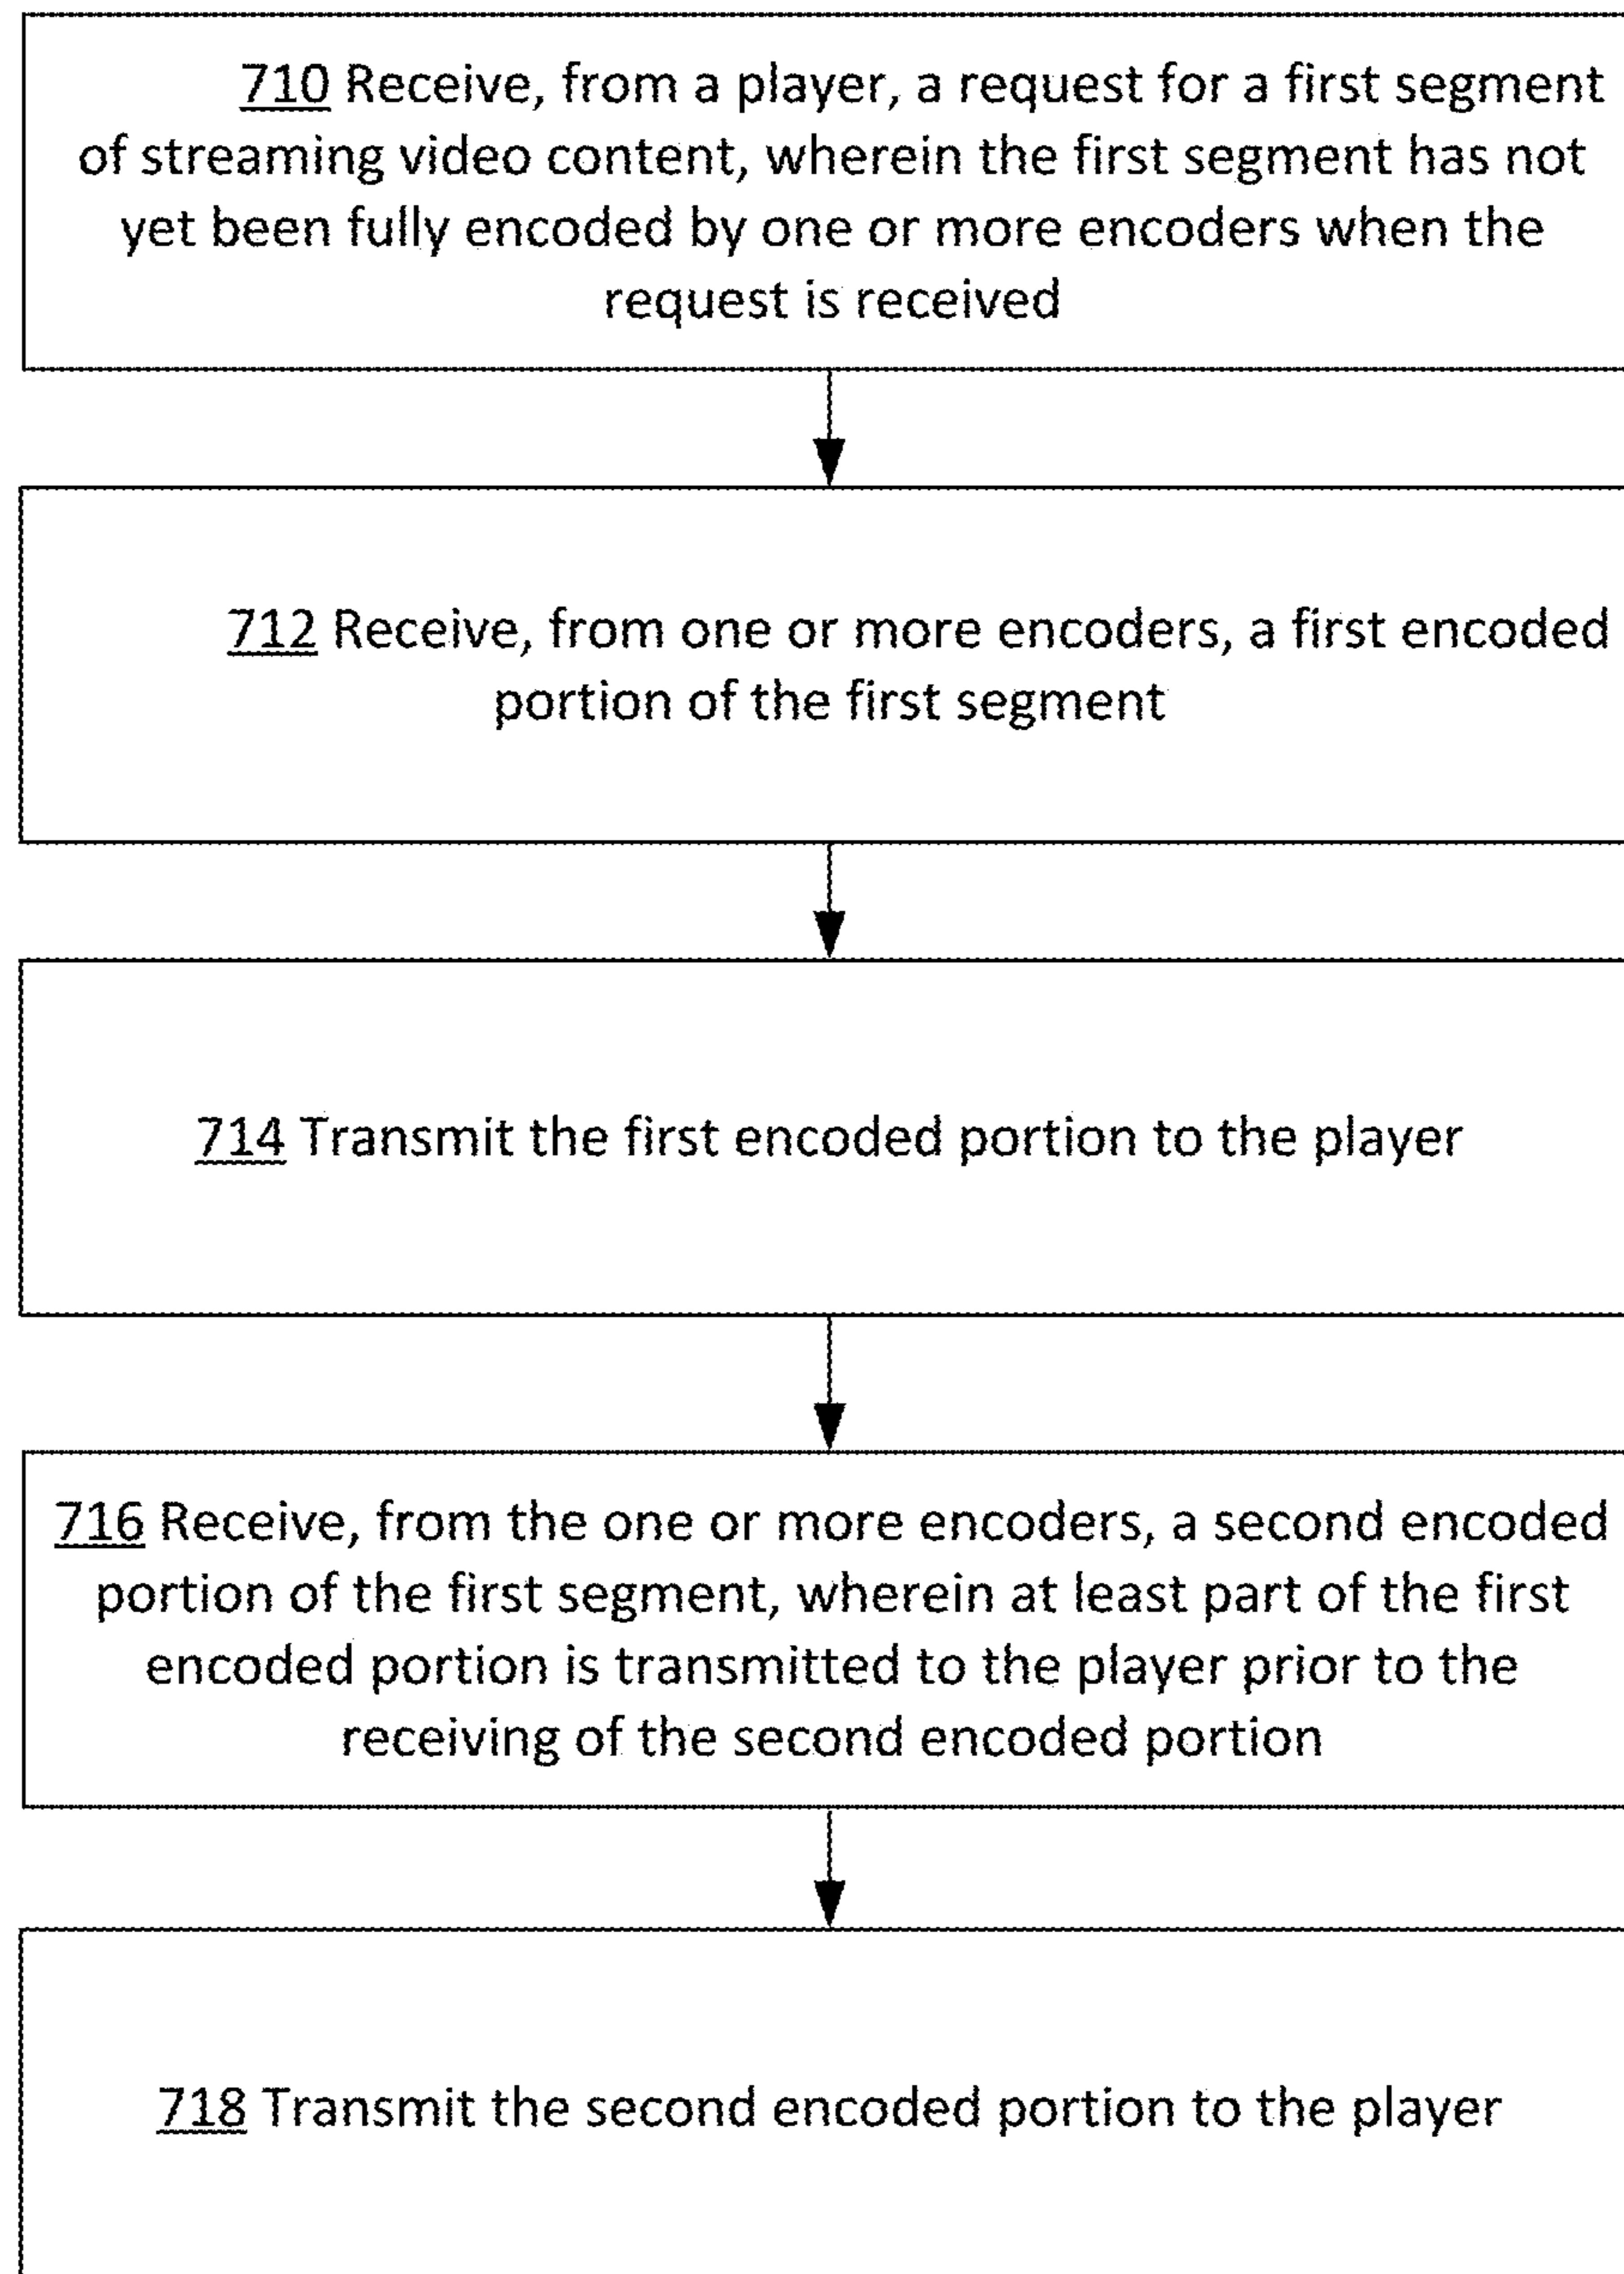 710 Receive, from a player, a request for a first segment
of streaming video content, wherein the first segment has not
yet been fully encoded by one or more encoders when the
request is received
712 Receive, from one or more encoders, a first encoded
portion of the first segment
714 Transmit the first encoded portion to the player
716 Receive, from the one or more encoders, a second encoded
portion of the first segment, wherein at least part of the first
encoded portion is transmitted to the player prior to the
receiving of the second encoded portion
718 Transmit the second encoded portion to the player